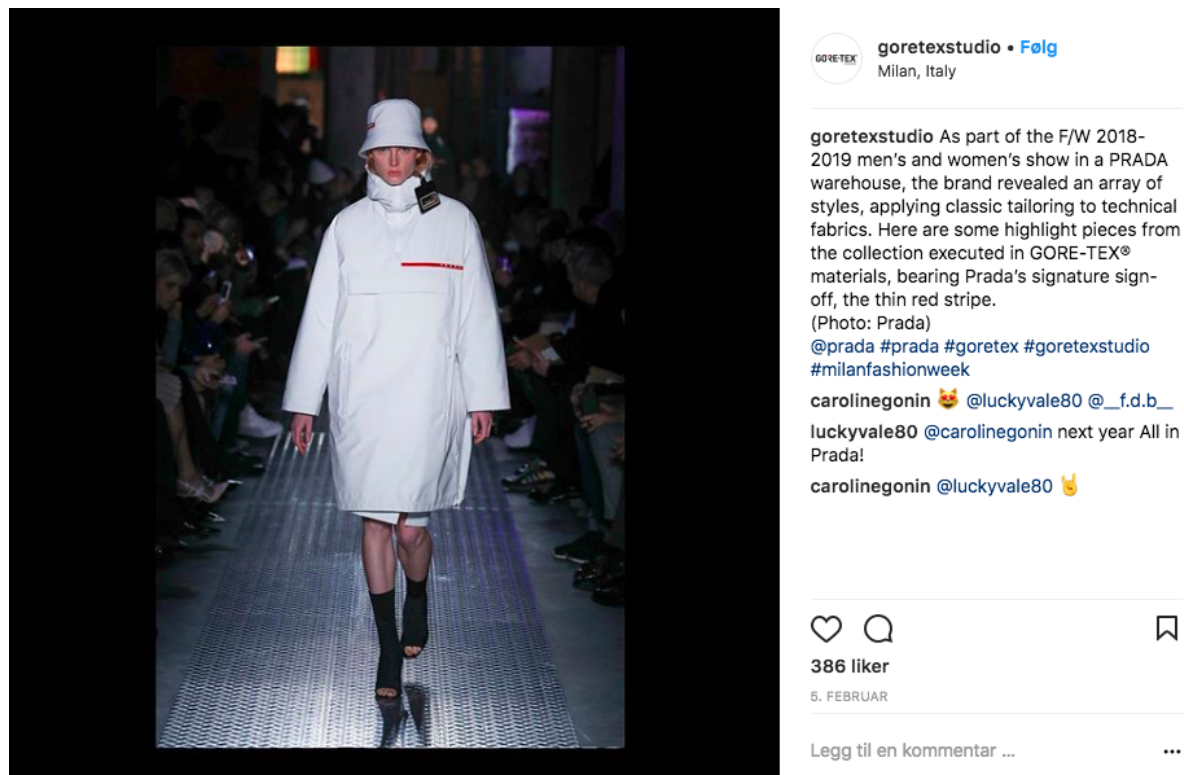 GORE-TEX
goretexstudio • Følg
Milan, Italy
goretexstudio As part of the F/W 2018-
2019 men's and women's show in a PRADA
warehouse, the brand revealed an array of
styles, applying classic tailoring to technical
fabrics. Here are some highlight pieces from
the collection executed in GORE-TEX®
materials, bearing Prada's signature sign-
off, the thin red stripe.
(Photo: Prada)
@prada #prada #goretex #goretexstudio
#milanfashionweek
carolinegonin 😻 @luckyvale80 @__f.d.b__
luckyvale80 @carolinegonin next year All in
Prada!
carolinegonin @luckyvale80 🤘
386 liker
5. FEBRUAR
Legg til en kommentar ...
PRADA